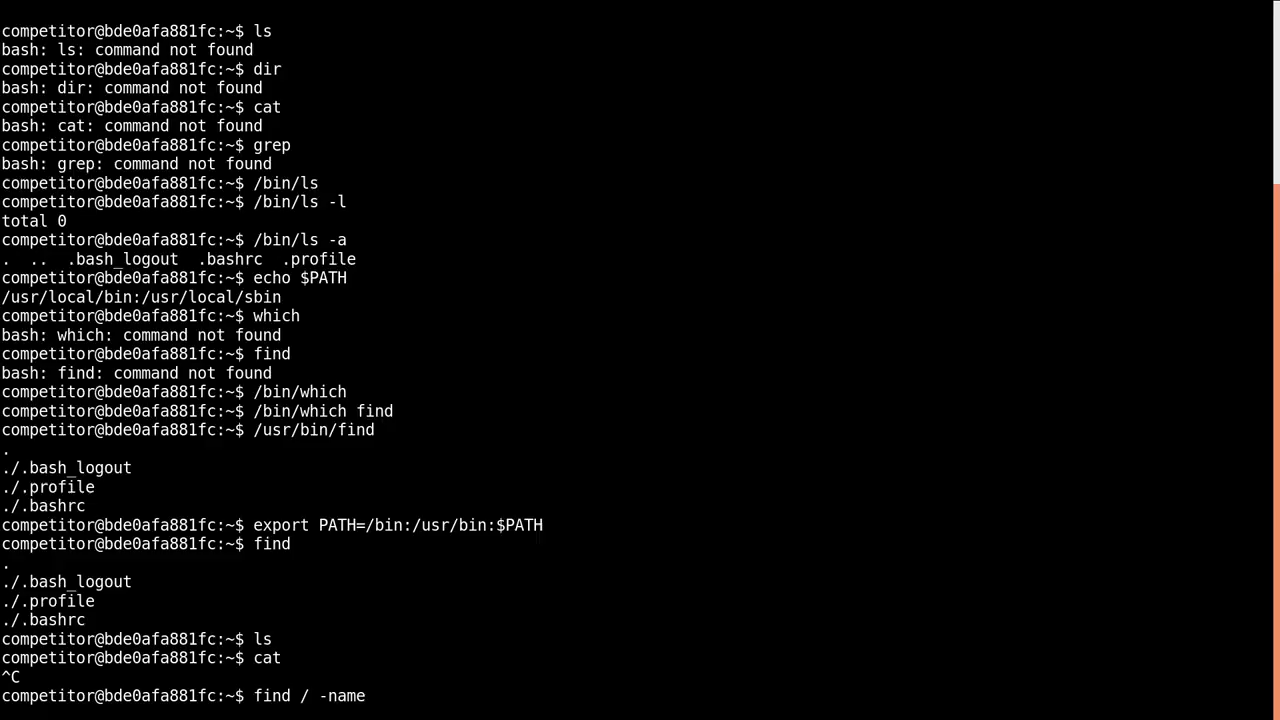 competitor@bde0afa881fc:~$ ls
bash: ls: command not found
competitor@bde0afa881fc:~$ dir
bash: dir: command not found
competitor@bde0afa881fc:~$ cat
bash: cat: command not found
competitor@bde0afa881fc:~$ grep
bash: grep: command not found
competitor@bde0afa881fc:~$ /bin/ls
competitor@bde0afa881fc:~$ /bin/ls -l
total 0
competitor@bde0afa881fc:~$ /bin/ls -a
.  ..  .bash_logout  .bashrc  .profile
competitor@bde0afa881fc:~$ echo $PATH
/usr/local/bin:/usr/local/sbin
competitor@bde0afa881fc:~$ which
bash: which: command not found
competitor@bde0afa881fc:~$ find
bash: find: command not found
competitor@bde0afa881fc:~$ /bin/which
competitor@bde0afa881fc:~$ /bin/which find
competitor@bde0afa881fc:~$ /usr/bin/find
.
./.bash_logout
./.profile
./.bashrc
competitor@bde0afa881fc:~$ export PATH=/bin:/usr/bin:$PATH
competitor@bde0afa881fc:~$ find
.
./.bash_logout
./.profile
./.bashrc
competitor@bde0afa881fc:~$ ls
competitor@bde0afa881fc:~$ cat
^C
competitor@bde0afa881fc:~$ find / -name